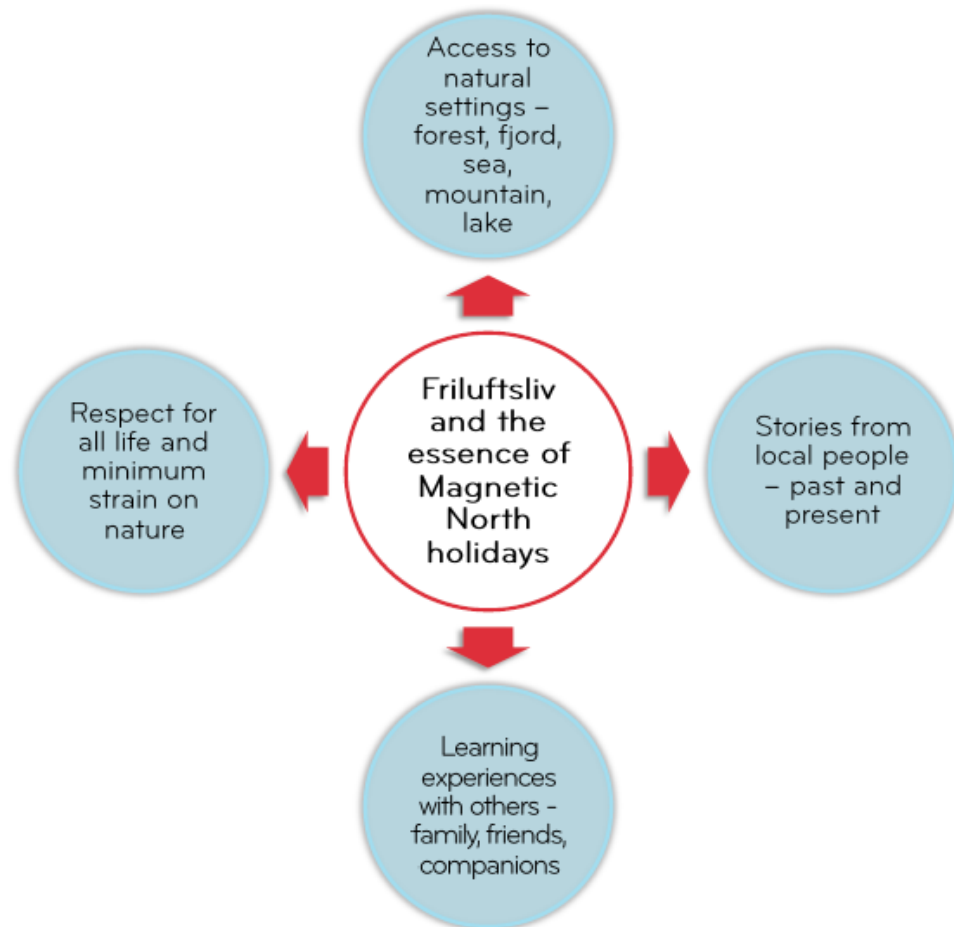 Access to
natural
settings –
forest, fjord,
sea,
mountain,
lake
Respect for
all life and
minimum
strain on
nature
Friluftsliv
and the
essence of
Magnetic
North
holidays
Stories from
local people
– past and
present
Learning
experiences
with others -
family, friends,
companions